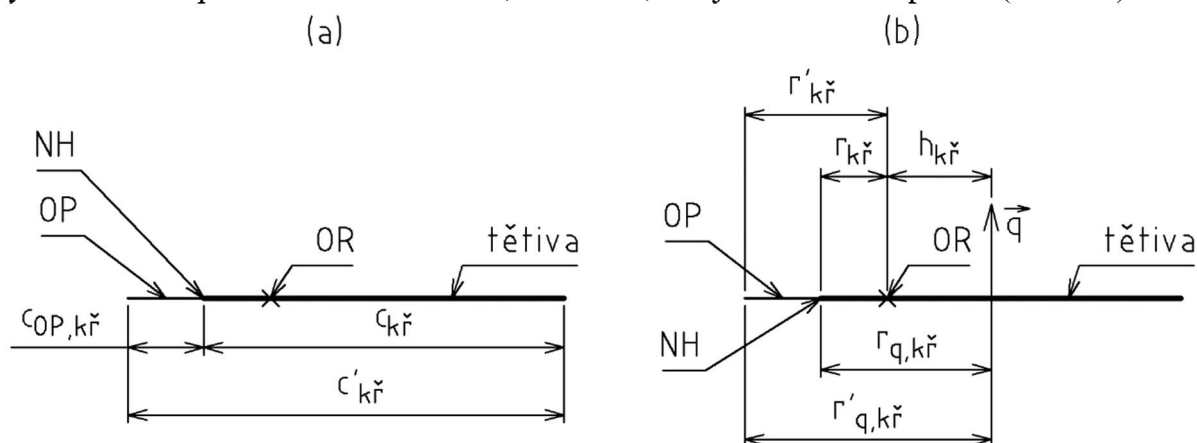 (a)
(b)
NH
OP
OR
tětiva
c_OP,kř
c_kř
c'_kř
r'_kř
r_kř
h_kř
OP
OR
q
tětiva
NH
r_q,kř
r'_q,kř